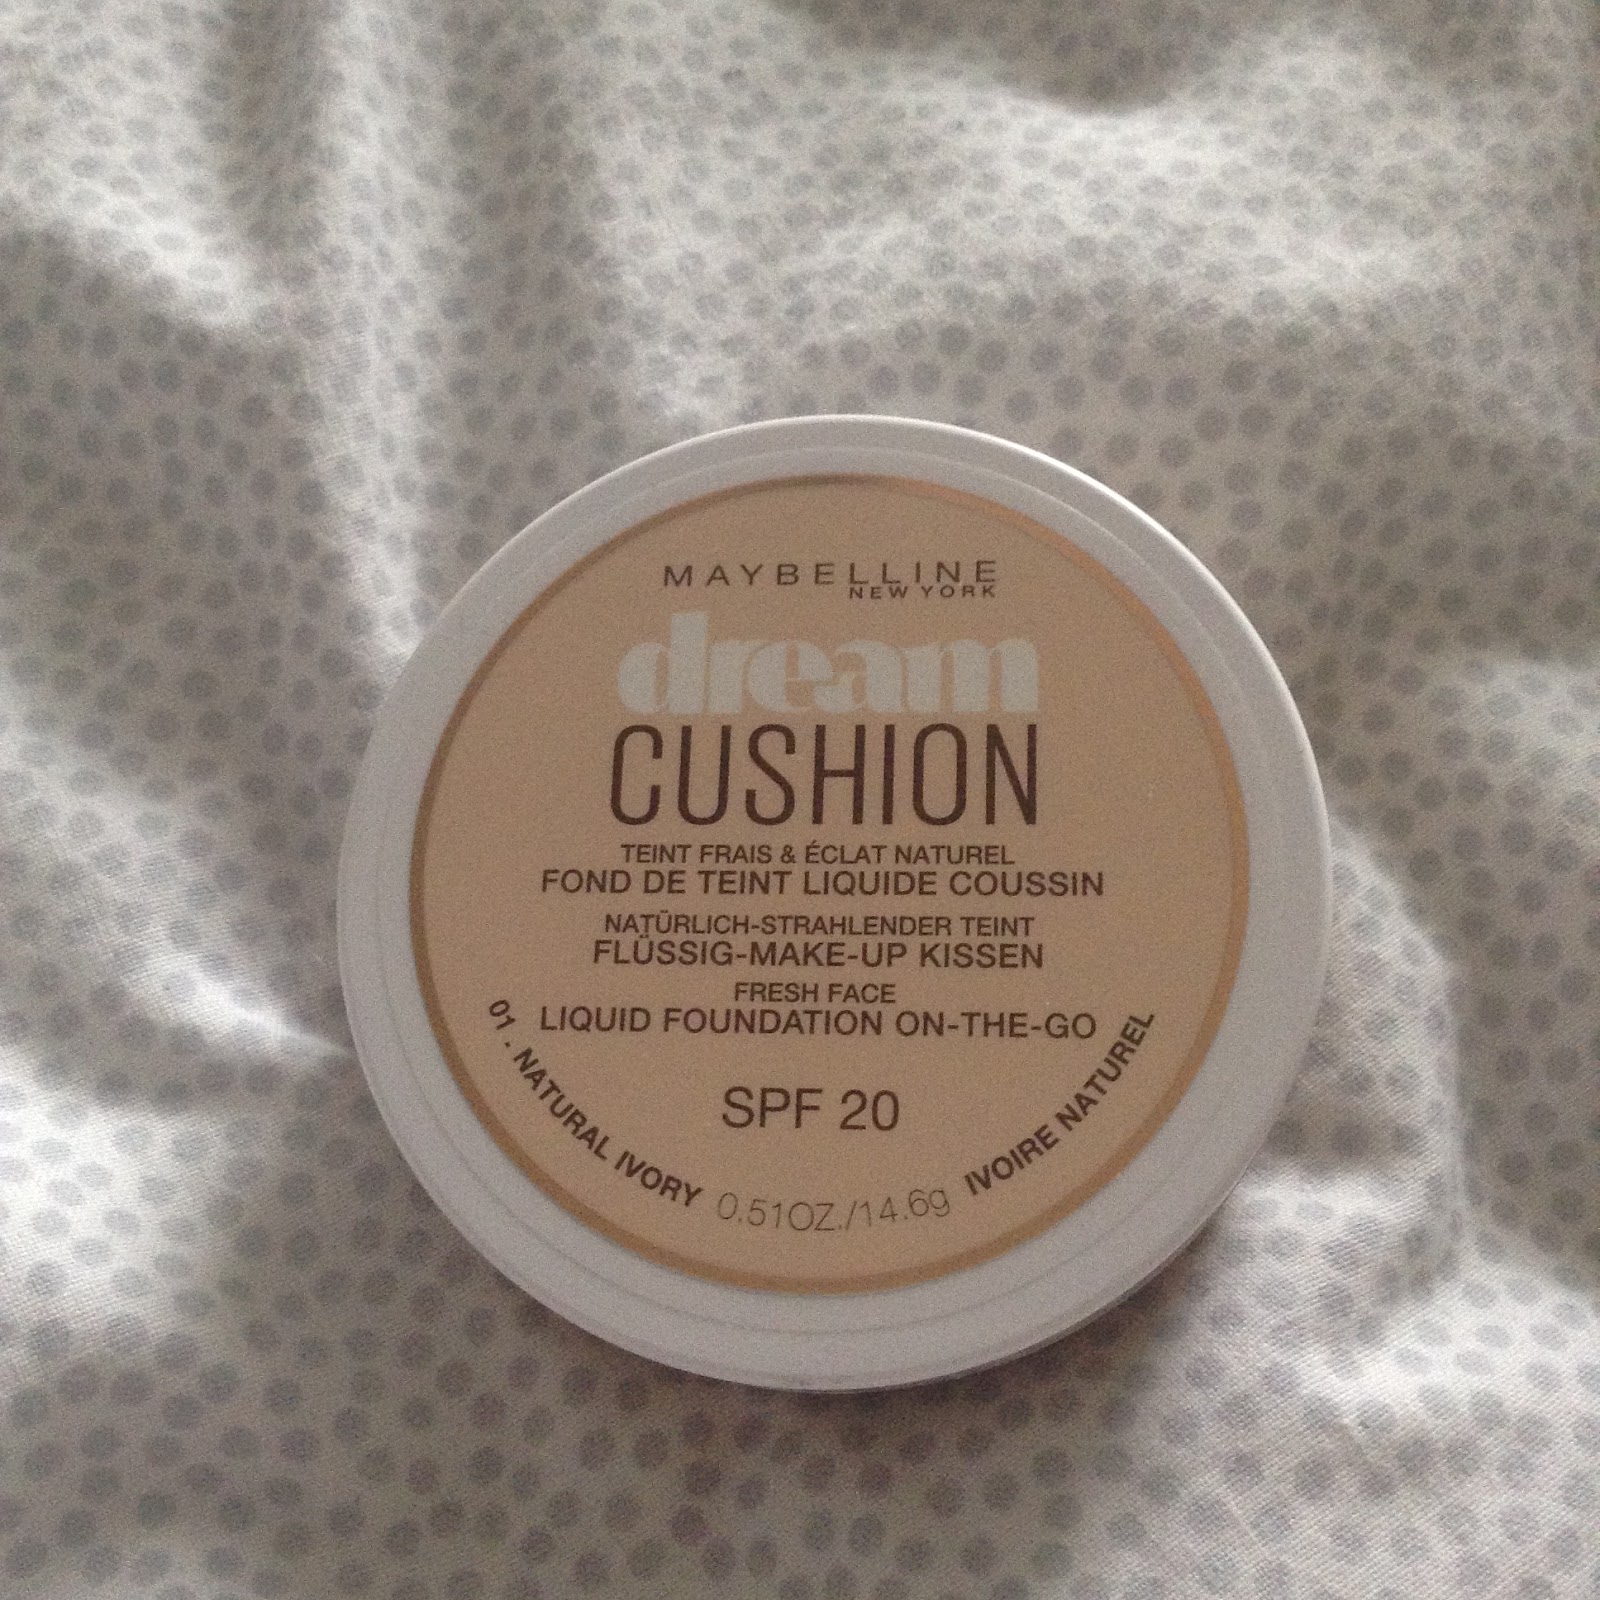 MAYBELLINE
NEW YORK
dream
CUSHION
TEINT FRAIS & ÉCLAT NATUREL
FOND DE TEINT LIQUIDE COUSSIN
NATÜRLICH-STRAHLENDER TEINT
FLÜSSIG-MAKE-UP KISSEN
FRESH FACE
LIQUID FOUNDATION ON-THE-GO
SPF 20
01 . NATURAL IVORY
0.51OZ./14.6g
IVOIRE NATUREL